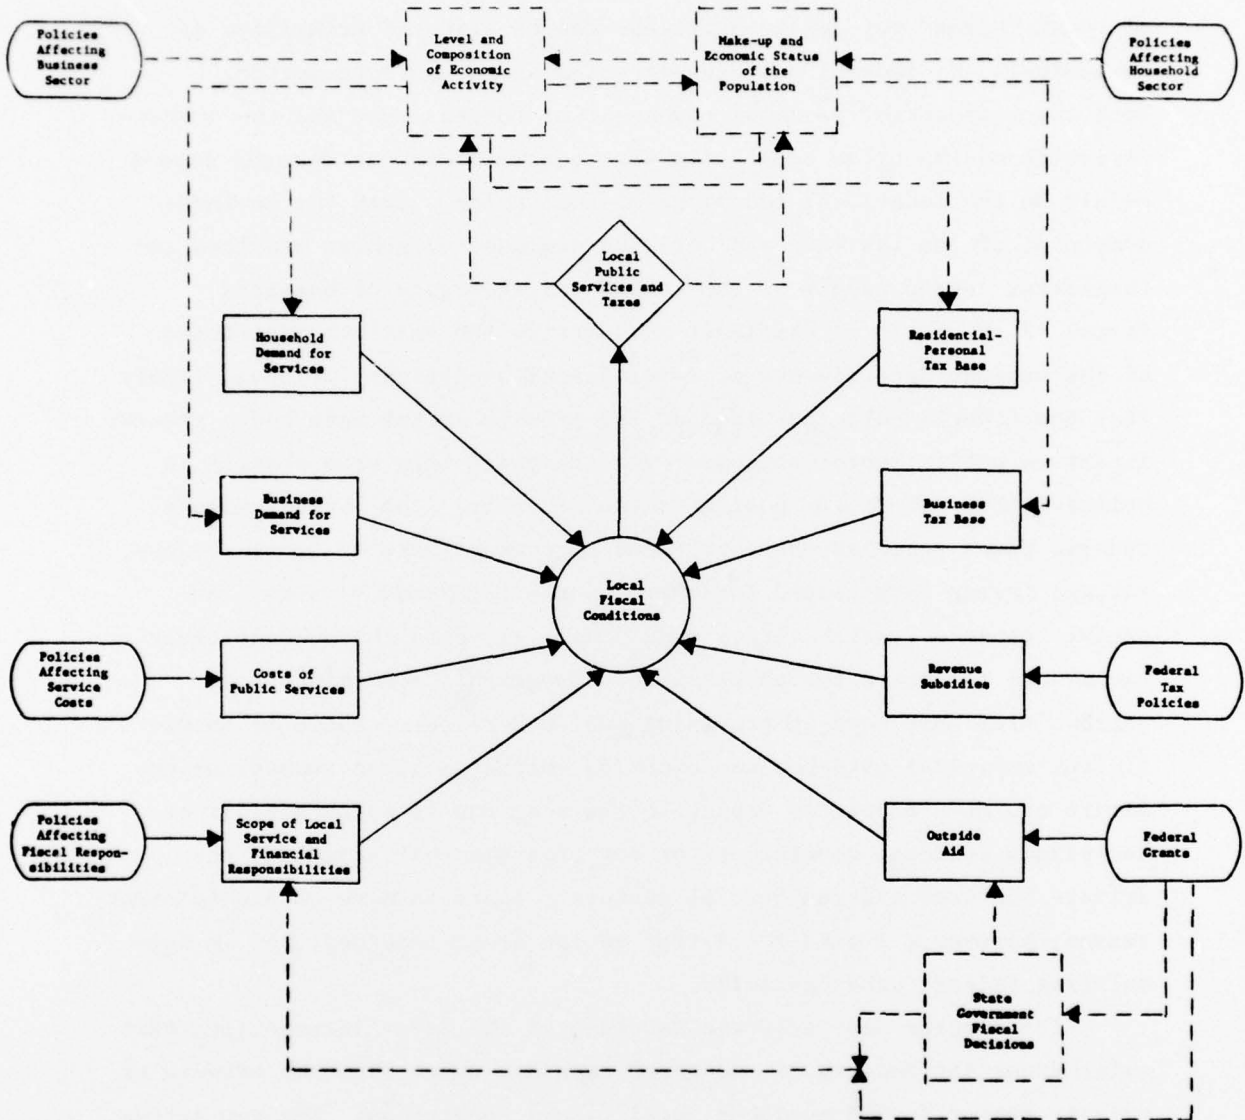 Policies
Affecting
Business
Sector
Level and
Composition
of Economic
Activity
Make-up and
Economic Status
of the
Population
Policies
Affecting
Household
Sector
Local
Public
Services and
Taxes
Household
Demand for
Services
Residential-
Personal
Tax Base
Business
Demand for
Services
Business
Tax Base
Local
Fiscal
Conditions
Policies
Affecting
Service
Costs
Costs of
Public Services
Revenue
Subsidies
Federal
Tax
Policies
Policies
Affecting
Fiscal Respon-
sibilities
Scope of Local
Service and
Financial
Responsibilities
Outside
Aid
Federal
Grants
State
Government
Fiscal
Decisions